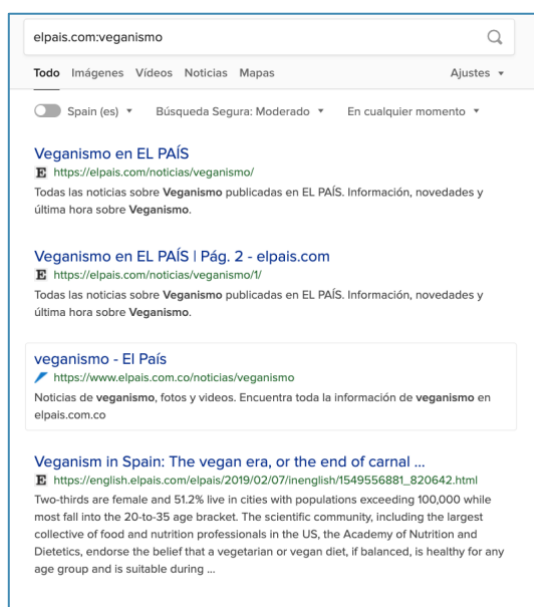 elpais.com:veganismo
Todo Imágenes Vídeos Noticias Mapas Ajustes
Spain (es) Búsqueda Segura: Moderado En cualquier momento
Veganismo en EL PAÍS
E https://elpais.com/noticias/veganismo/
Todas las noticias sobre Veganismo publicadas en EL PAÍS. Información, novedades y
última hora sobre Veganismo.
Veganismo en EL PAÍS | Pág. 2 - elpais.com
E https://elpais.com/noticias/veganismo/1/
Todas las noticias sobre Veganismo publicadas en EL PAÍS. Información, novedades y
última hora sobre Veganismo.
veganismo - El País
https://www.elpais.com.co/noticias/veganismo
Noticias de veganismo, fotos y videos. Encuentra toda la información de veganismo en
elpais.com.co
Veganism in Spain: The vegan era, or the end of carnal ...
E https://english.elpais.com/elpais/2019/02/07/inenglish/1549556881_820642.html
Two-thirds are female and 51.2% live in cities with populations exceeding 100,000 while
most fall into the 20-to-35 age bracket. The scientific community, including the largest
collective of food and nutrition professionals in the US, the Academy of Nutrition and
Dietetics, endorse the belief that a vegetarian or vegan diet, if balanced, is healthy for any
age group and is suitable during ...